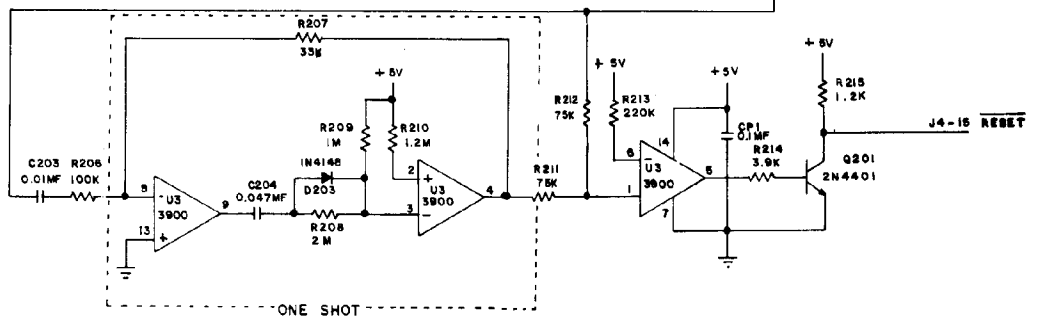 R207
33K
+5V
+5V
+5V
+5V
R212
75K
R213
220K
R215
1.2K
R209
1M
R210
1.2M
CP1
0.1MF
J4-15 RESET
C203
0.01MF
R206
100K
1N4148
D203
R214
3.9K
Q201
2N4401
C204
0.047MF
R211
75K
U3
3900
U3
3900
U3
3900
8
-
13
+
9
2
+
3
-
4
6
-
1
14
5
7
R208
2M
ONE SHOT